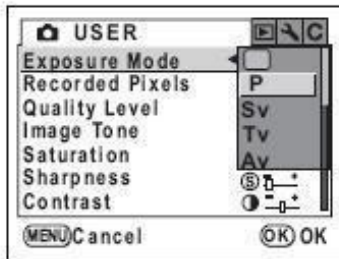 USER C
Exposure Mode
Recorded Pixels P
Quality Level Sv
Image Tone Tv
Saturation Av
Sharpness S
Contrast
MENU Cancel OK OK